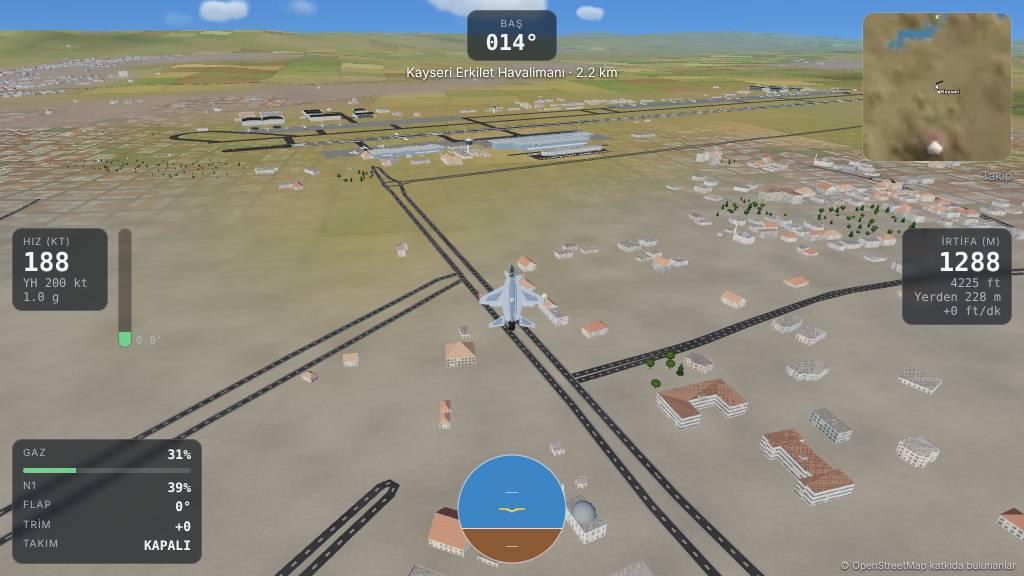 BAŞ
014°
Kayseri Erkilet Havalimanı · 2.2 km
K
Kayseri
Takip
HIZ (KT)
188
YH 200 kt
1.0 g
0.0°
İRTİFA (M)
1288
4225 ft
Yerden 228 m
+0 ft/dk
GAZ 31%
N1 39%
FLAP 0°
TRİM +0
TAKIM KAPALI
© OpenStreetMap katkıda bulunanlar